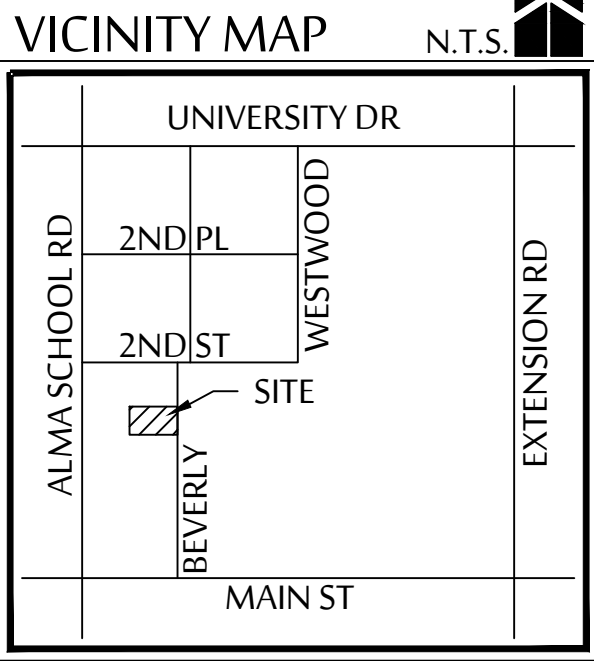 VICINITY MAP
N.T.S.
UNIVERSITY DR
ALMA SCHOOL RD
2ND PL
WESTWOOD
EXTENSION RD
2ND ST
SITE
BEVERLY
MAIN ST